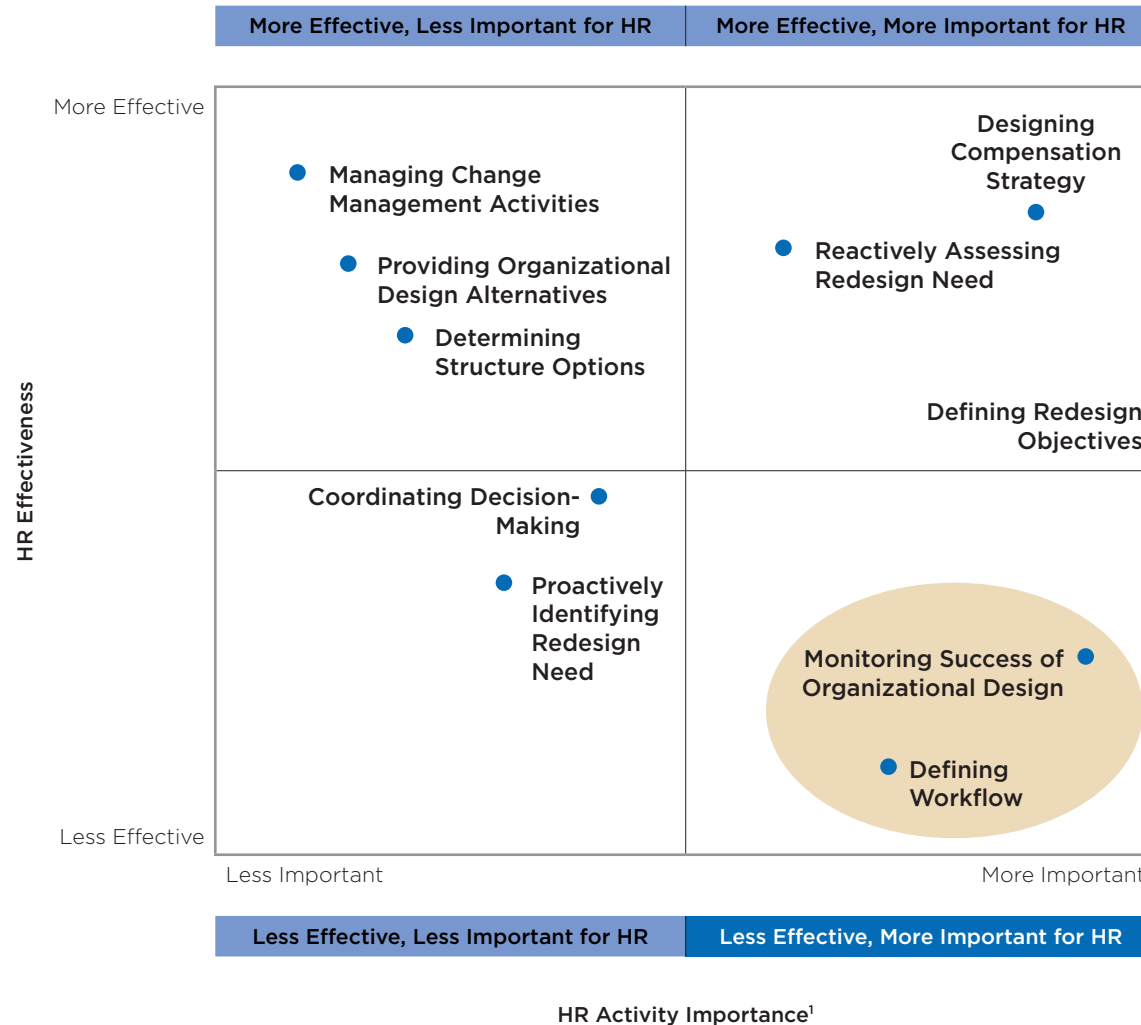 More Effective, Less Important for HR
More Effective, More Important for HR
More Effective
Designing
Compensation
Strategy
Managing Change
Management Activities
Reactively Assessing
Redesign Need
Providing Organizational
Design Alternatives
Determining
Structure Options
Defining Redesign
Objectives
HR Effectiveness
Coordinating Decision-
Making
Proactively
Identifying
Redesign
Need
Monitoring Success of
Organizational Design
Defining
Workflow
Less Effective
Less Important
More Important
Less Effective, Less Important for HR
Less Effective, More Important for HR
HR Activity Importance¹